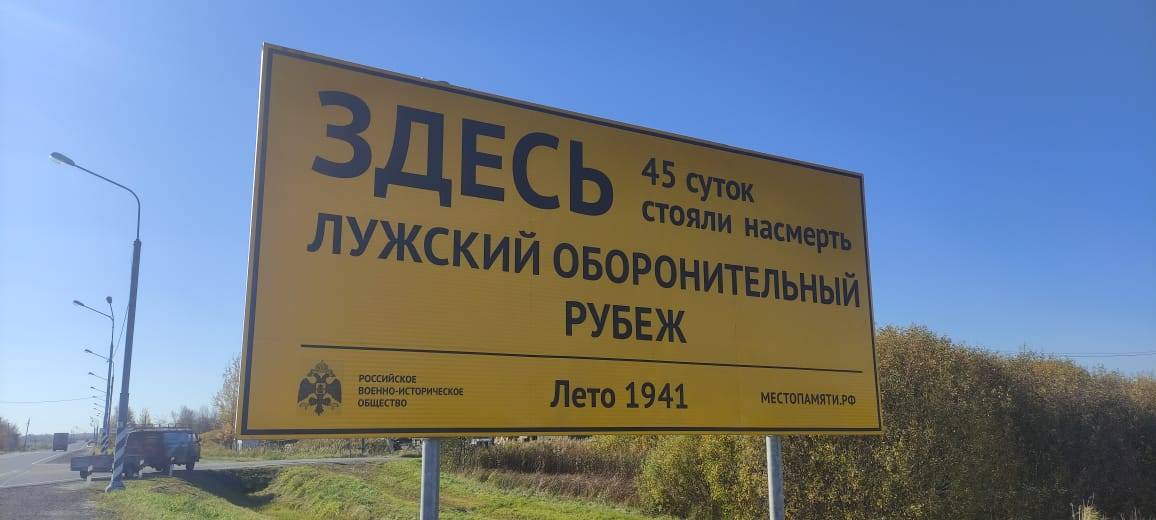 ЗДЕСЬ
45 суток
стояли насмерть
ЛУЖСКИЙ ОБОРОНИТЕЛЬНЫЙ
РУБЕЖ
РОССИЙСКОЕ
ВОЕННО-ИСТОРИЧЕСКОЕ
ОБЩЕСТВО
Лето 1941
МЕСТОПАМЯТИ.РФ